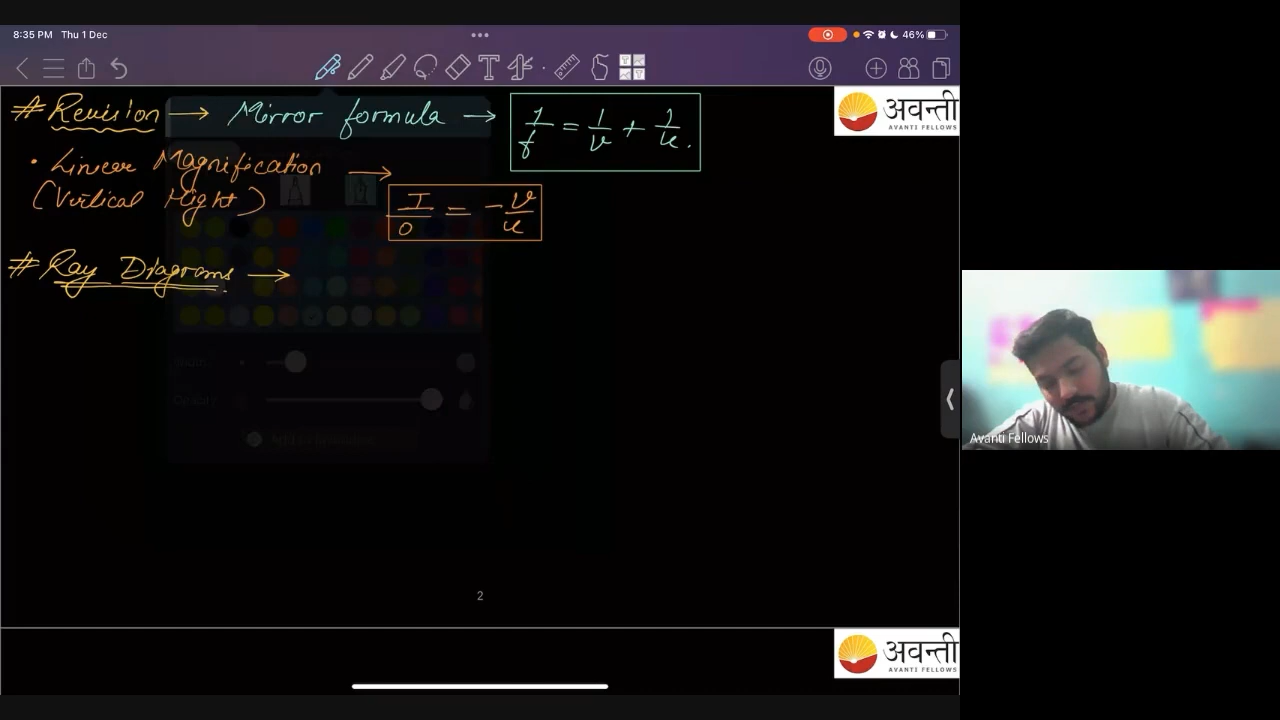 8:35 PM Thu 1 Dec
46%
# Revision → Mirror formula → 1/f = 1/v + 1/u.
• Linear Magnification →
(Virtical Hight)
I/O = -v/u
# Ray Diagrams →
अवन्ती
AVANTI FELLOWS
Avanti Fellows
2
अवन्ती
AVANTI FELLOWS